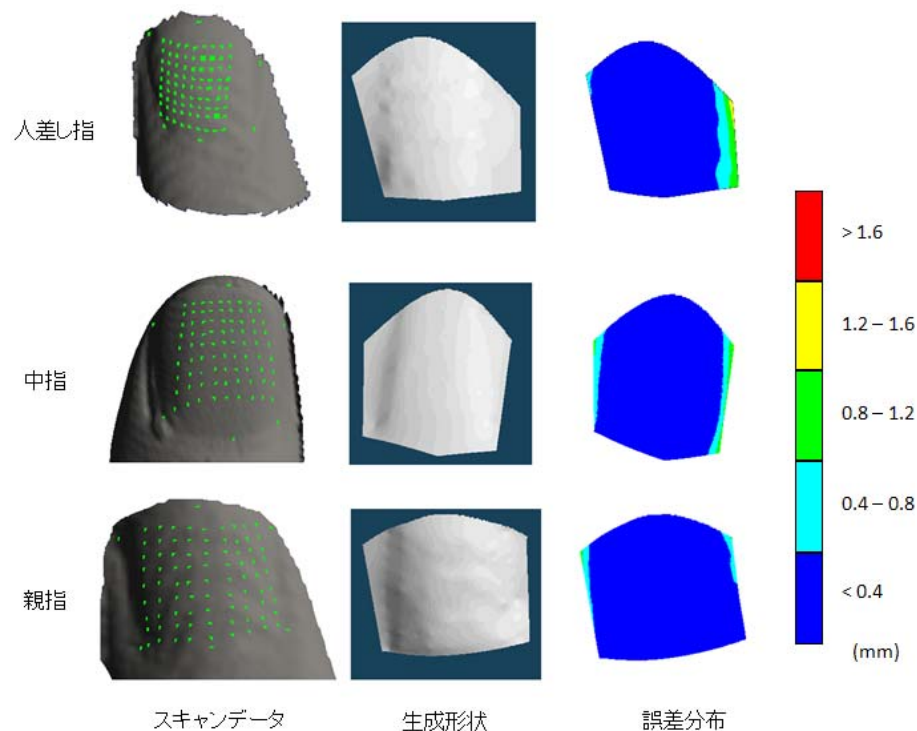 人差し指
中指
親指
> 1.6
1.2 – 1.6
0.8 – 1.2
0.4 – 0.8
< 0.4
(mm)
スキャンデータ
生成形状
誤差分布